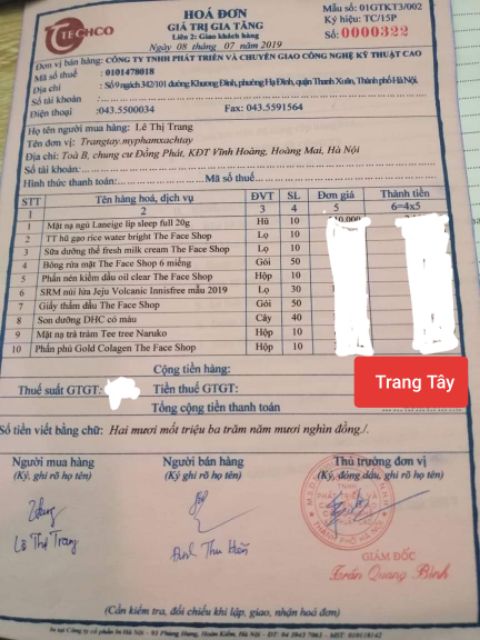 TECHCO
HOÁ ĐƠN
GIÁ TRỊ GIA TĂNG
Liên 2: Giao khách hàng
Ngày 08 tháng 07 năm 2019
Mẫu số: 01GTKT3/002
Ký hiệu: TC/15P
Số: 0000322
Đơn vị bán hàng: CÔNG TY TNHH PHÁT TRIỂN VÀ CHUYỂN GIAO CÔNG NGHỆ KỸ THUẬT CAO
Mã số thuế : 0101478018
Địa chỉ : Số 9 ngách 342/101 đường Khương Đình, phường Hạ Đình, quận Thanh Xuân, Thành phố Hà Nội
Số tài khoản :
Điện thoại :043.5500034 Fax: 043.5591564
Họ tên người mua hàng: Lê Thị Trang
Tên đơn vị: Trangtay.myphamxachtay
Địa chỉ: Toà B, chung cư Đồng Phát, KĐT Vĩnh Hoàng, Hoàng Mai, Hà Nội
Số tài khoản:
Hình thức thanh toán: Mã số thuế:
STT Tên hàng hoá, dịch vụ ĐVT SL Đơn giá Thành tiền
1 2 3 4 5 6=4x5
1 Mặt nạ ngủ Laneige lip sleep full 20g Hũ 10
2 TT hũ gạo rice water bright The Face Shop Lọ 10
3 Sữa dưỡng thể fresh milk cream The Face Shop Lọ 10
4 Bông rửa mặt The Face Shop 6 miếng Gói 50
5 Phấn nén kiềm dầu oil clear The Face Shop Hộp 10
6 SRM núi lửa Jeju Volcanic Innisfree mẫu 2019 Lọ 30
7 Giấy thấm dầu The Face Shop Gói 50
8 Son dưỡng DHC có màu Cây 40
9 Mặt nạ trà tràm Tee tree Naruko Hộp 10
10 Phấn phủ Gold Colagen The Face Shop Hộp 10
Cộng tiền hàng:
Thuế suất GTGT: Tiền thuế GTGT:
Tổng cộng tiền thanh toán
Trang Tây
Số tiền viết bằng chữ: Hai mươi mốt triệu ba trăm năm mươi nghìn đồng./.
Người mua hàng Người bán hàng Thủ trưởng đơn vị
(Ký, ghi rõ họ tên) (Ký ghi rõ họ tên) (Ký, đóng dấu, ghi rõ họ tên)
Lê Thị Trang
Đinh Thu Hiền
GIÁM ĐỐC
Trần Quang Bình
(Cần kiểm tra, đối chiếu khi lập, giao, nhận hoá đơn)